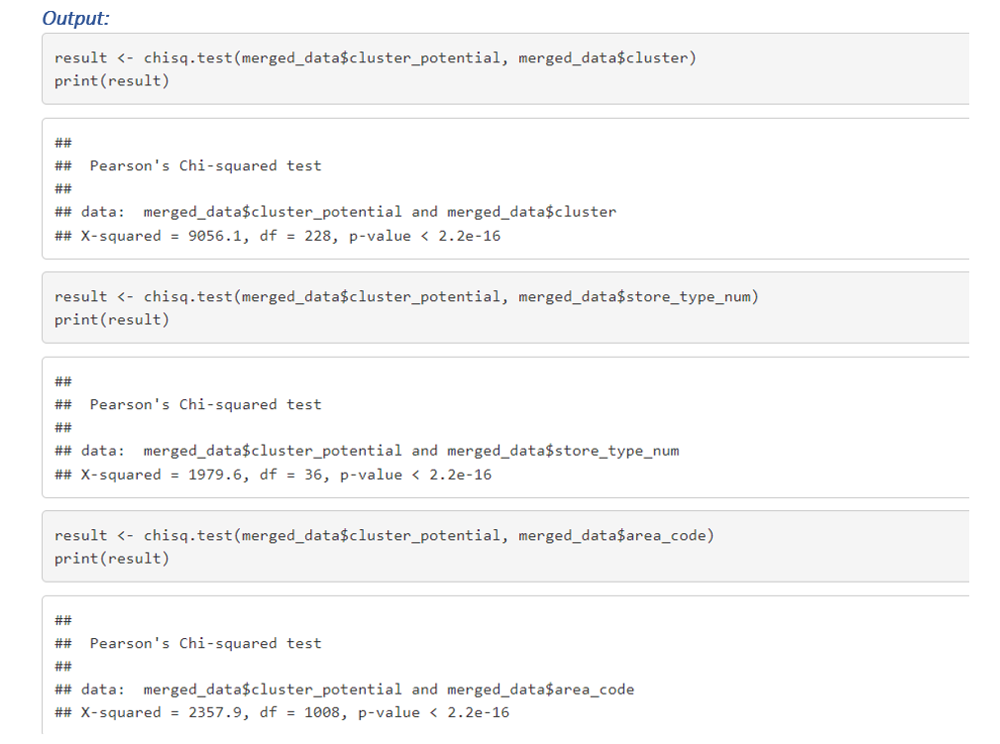 Output:
result <- chisq.test(merged_data$cluster_potential, merged_data$cluster)
print(result)
##
##  Pearson's Chi-squared test
##
## data:  merged_data$cluster_potential and merged_data$cluster
## X-squared = 9056.1, df = 228, p-value < 2.2e-16
result <- chisq.test(merged_data$cluster_potential, merged_data$store_type_num)
print(result)
##
##  Pearson's Chi-squared test
##
## data:  merged_data$cluster_potential and merged_data$store_type_num
## X-squared = 1979.6, df = 36, p-value < 2.2e-16
result <- chisq.test(merged_data$cluster_potential, merged_data$area_code)
print(result)
##
##  Pearson's Chi-squared test
##
## data:  merged_data$cluster_potential and merged_data$area_code
## X-squared = 2357.9, df = 1008, p-value < 2.2e-16